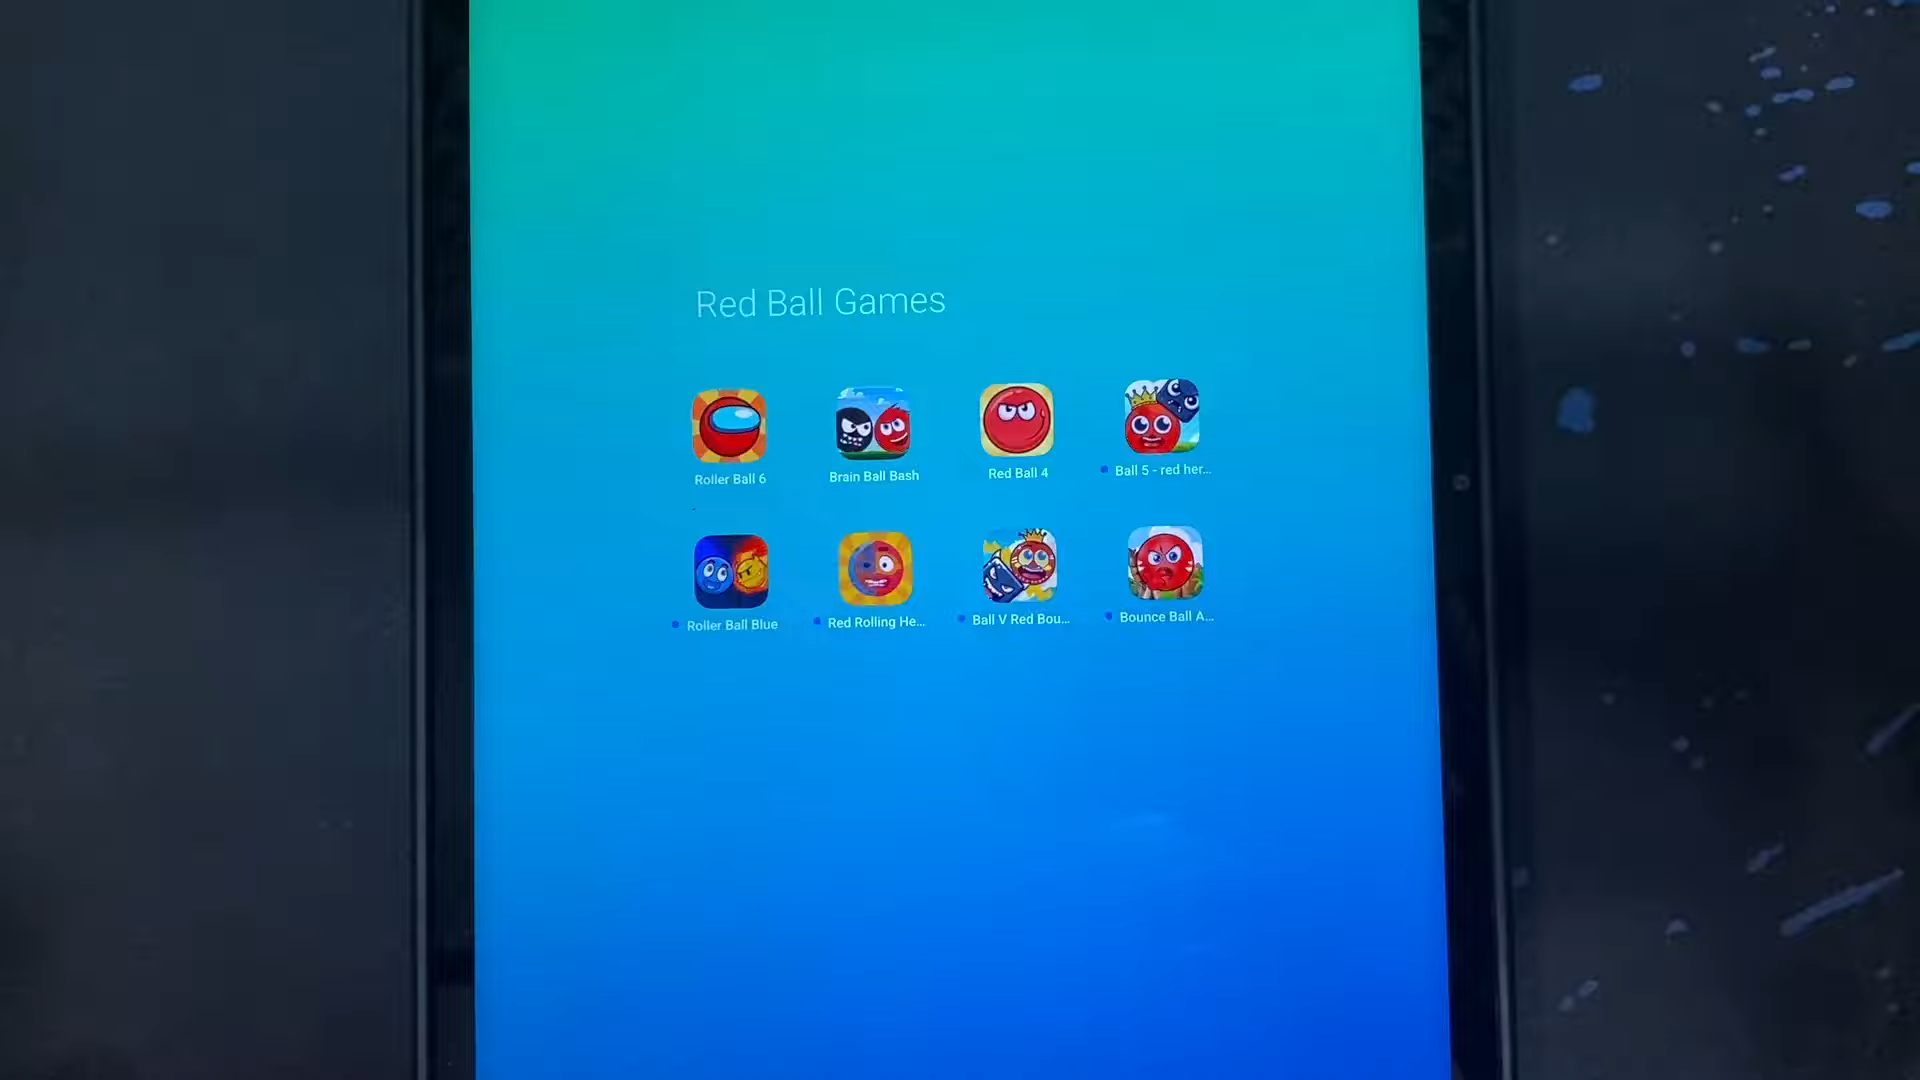 Red Ball Games
Roller Ball 6
Brain Ball Bash
Red Ball 4
Ball 5 - red her...
Roller Ball Blue
Red Rolling He...
Ball V Red Bou...
Bounce Ball A...